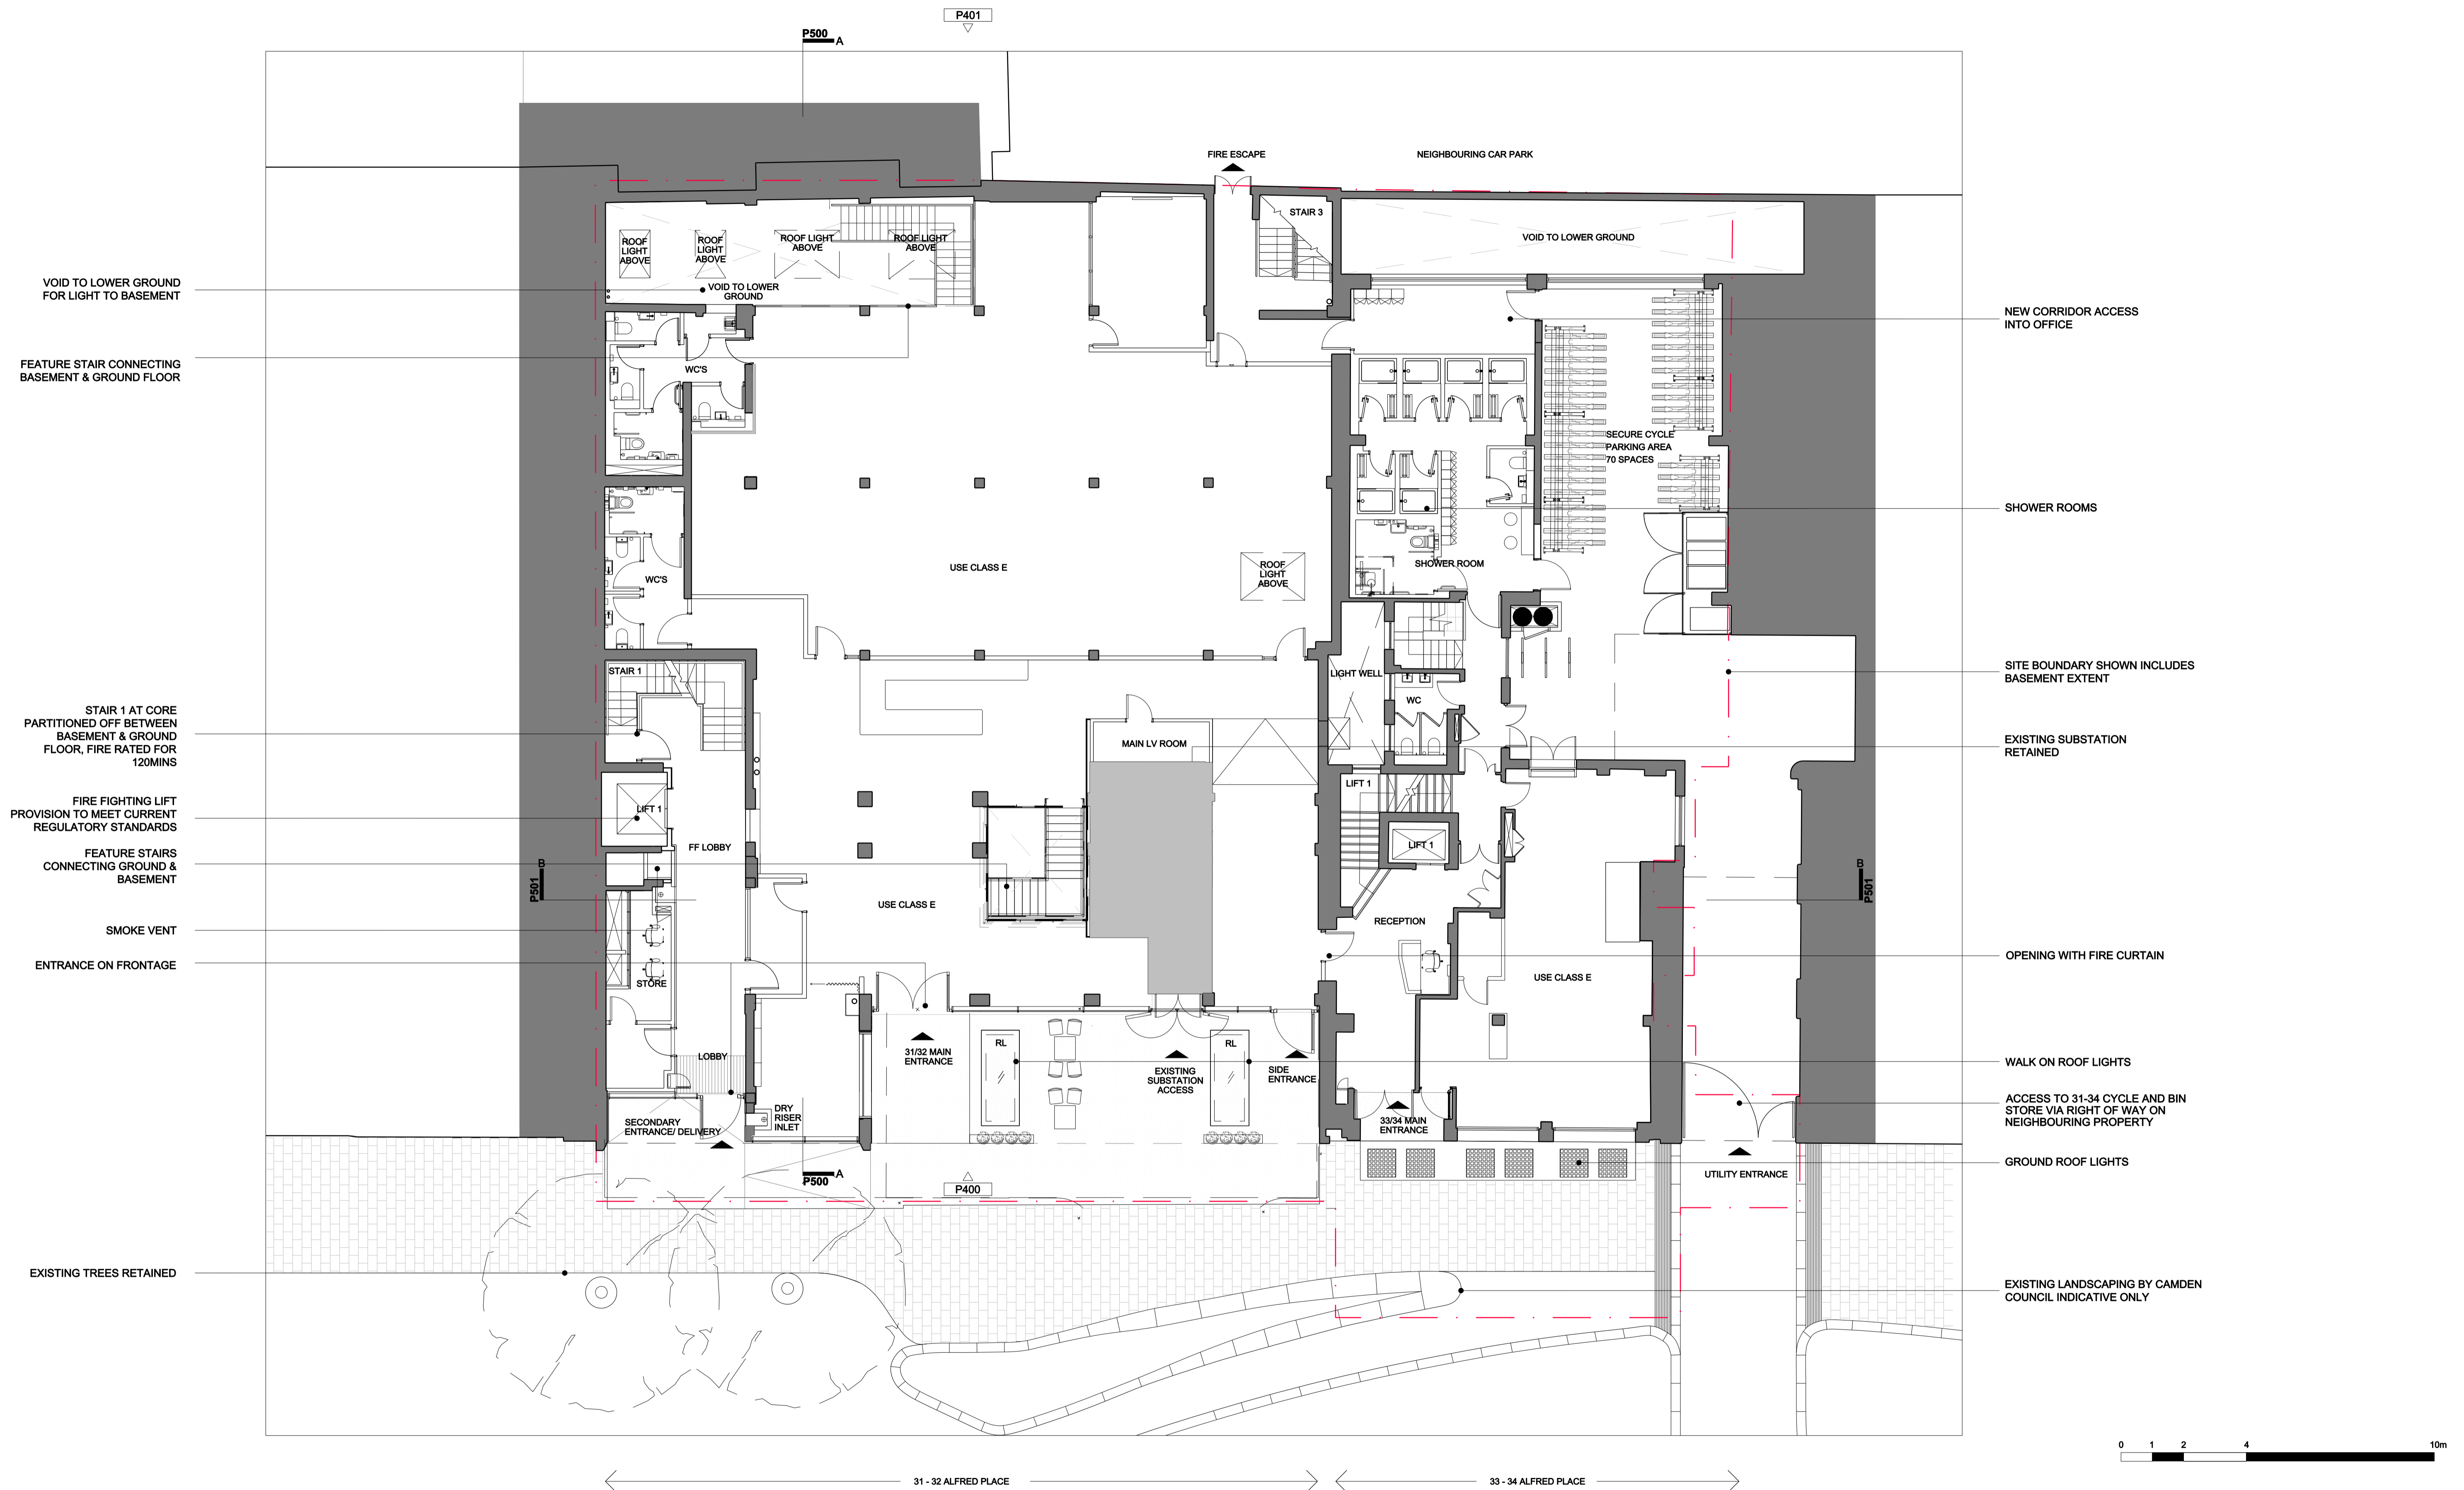 P401
P500
A
FIRE ESCAPE
NEIGHBOURING CAR PARK
STAIR 3
ROOF
LIGHT
ABOVE
ROOF
LIGHT
ABOVE
ROOF LIGHT
ABOVE
ROOF LIGHT
ABOVE
VOID TO LOWER GROUND
VOID TO LOWER
GROUND
VOID TO LOWER GROUND
FOR LIGHT TO BASEMENT
FEATURE STAIR CONNECTING
BASEMENT & GROUND FLOOR
WC'S
NEW CORRIDOR ACCESS
INTO OFFICE
SECURE CYCLE
PARKING AREA
70 SPACES
SHOWER ROOMS
SHOWER ROOM
USE CLASS E
ROOF
LIGHT
ABOVE
WC'S
STAIR 1
LIGHT WELL
WC
SITE BOUNDARY SHOWN INCLUDES
BASEMENT EXTENT
STAIR 1 AT CORE
PARTITIONED OFF BETWEEN
BASEMENT & GROUND
FLOOR, FIRE RATED FOR
120MINS
MAIN LV ROOM
EXISTING SUBSTATION
RETAINED
FIRE FIGHTING LIFT
PROVISION TO MEET CURRENT
REGULATORY STANDARDS
LIFT 1
LIFT 1
LIFT 1
FF LOBBY
FEATURE STAIRS
CONNECTING GROUND &
BASEMENT
B
P501
B
P501
USE CLASS E
RECEPTION
SMOKE VENT
ENTRANCE ON FRONTAGE
STORE
USE CLASS E
OPENING WITH FIRE CURTAIN
LOBBY
31/32 MAIN
ENTRANCE
RL
EXISTING
SUBSTATION
ACCESS
RL
SIDE
ENTRANCE
WALK ON ROOF LIGHTS
SECONDARY
ENTRANCE/ DELIVERY
DRY
RISER
INLET
33/34 MAIN
ENTRANCE
ACCESS TO 31-34 CYCLE AND BIN
STORE VIA RIGHT OF WAY ON
NEIGHBOURING PROPERTY
GROUND ROOF LIGHTS
UTILITY ENTRANCE
A
P500
P400
EXISTING TREES RETAINED
EXISTING LANDSCAPING BY CAMDEN
COUNCIL INDICATIVE ONLY
0 1 2 4 10m
31 - 32 ALFRED PLACE
33 - 34 ALFRED PLACE